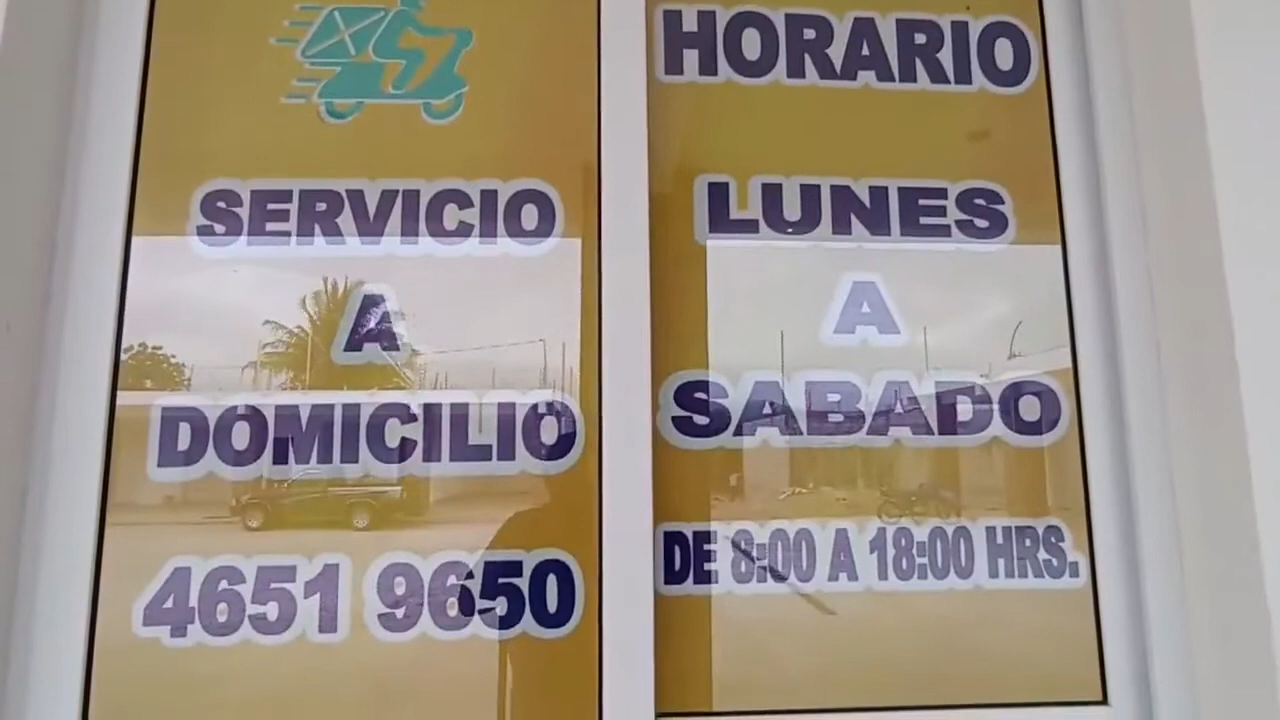 SERVICIO
A
DOMICILIO
4651 9650
HORARIO
LUNES
A
SABADO
DE 8:00 A 18:00 HRS.